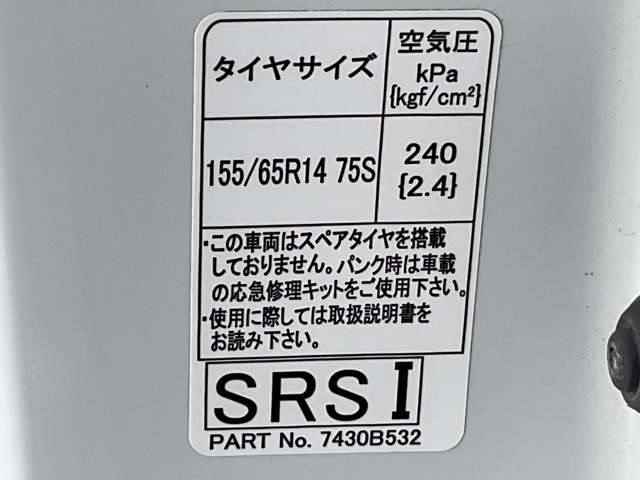 タイヤサイズ
空気圧
kPa
{kgf/cm²}
155/65R14 75S
240
{2.4}
・この車両はスペアタイヤを搭載
しておりません。パンク時は車載
の応急修理キットをご使用下さい。
・使用に際しては取扱説明書を
お読み下さい。
SRS I
PART No. 7430B532